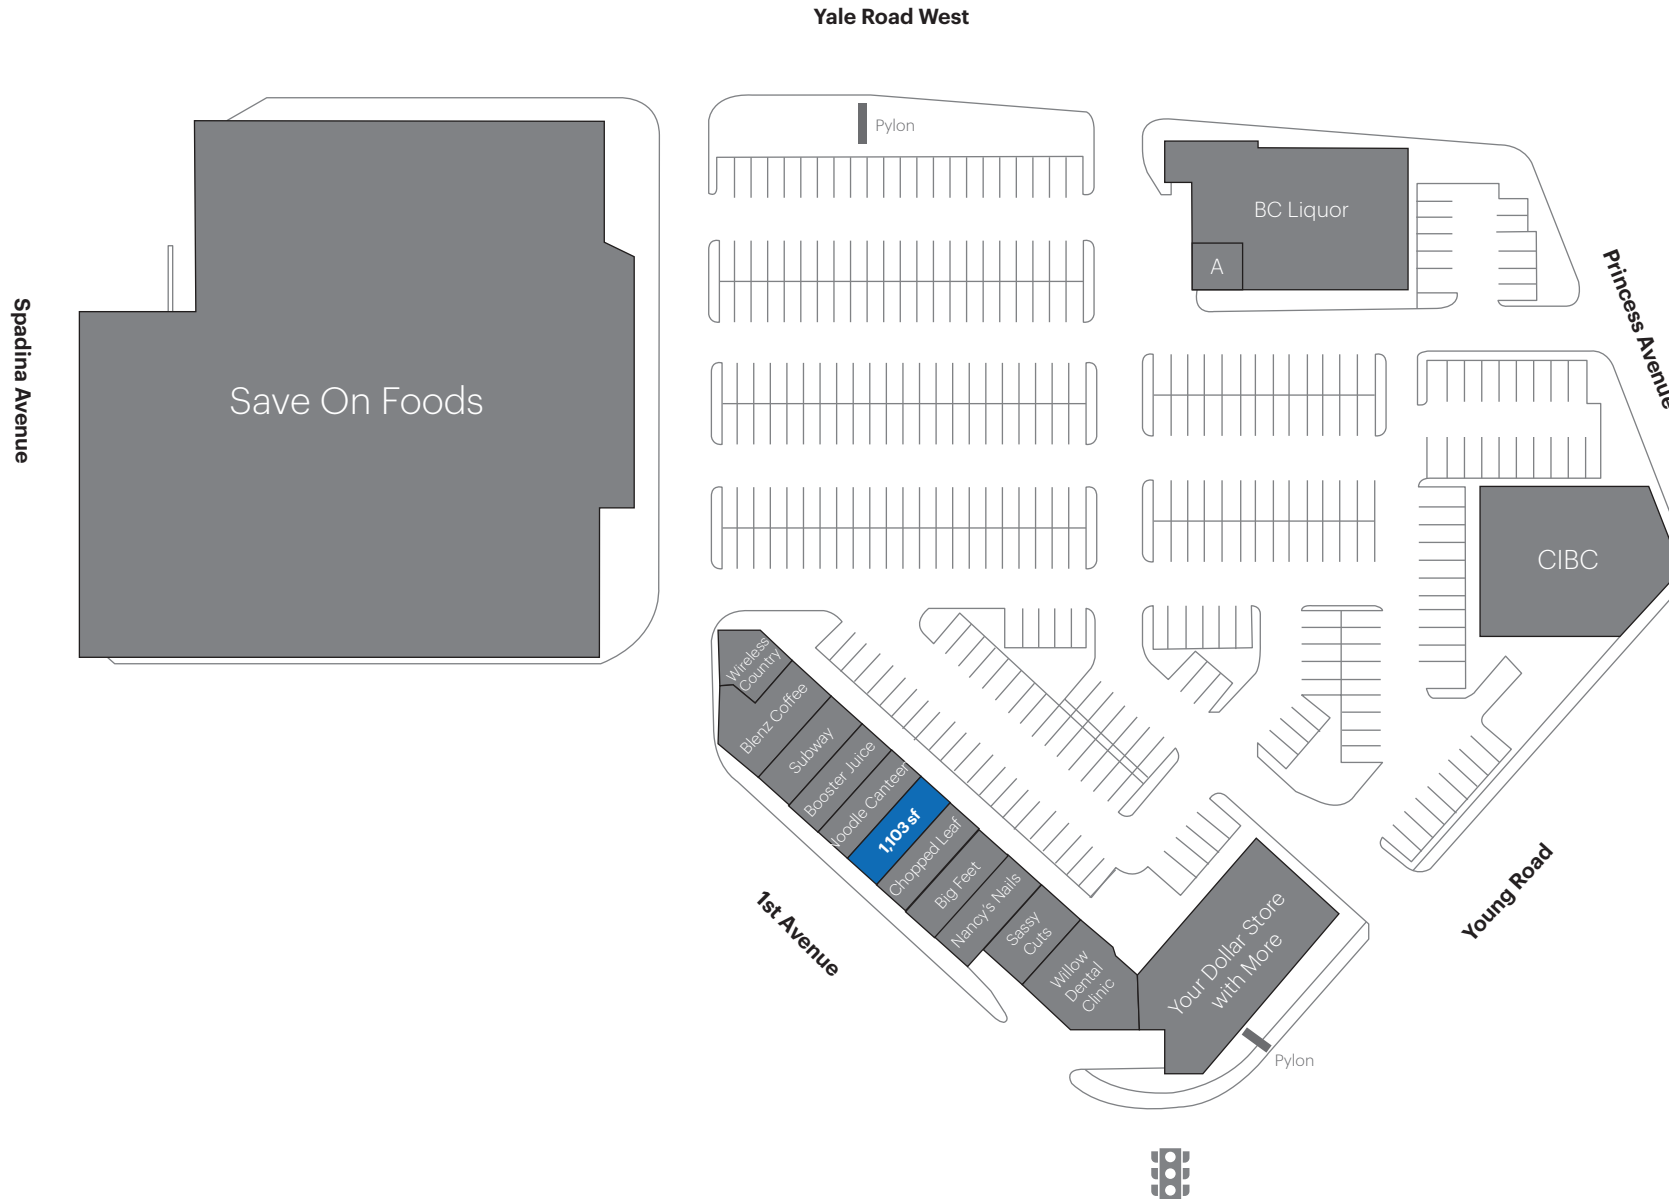 Yale Road West
Pylon
BC Liquor
A
Princess Avenue
Spadina Avenue
Save On Foods
CIBC
Wireless
Country
Blenz Coffee
Subway
Booster Juice
Noodle Canteen
1,103 sf
Chopped Leaf
Big Feet
Nancy's Nails
Sassy
Cuts
Willow
Dental
Clinic
Your Dollar Store
with More
1st Avenue
Young Road
Pylon